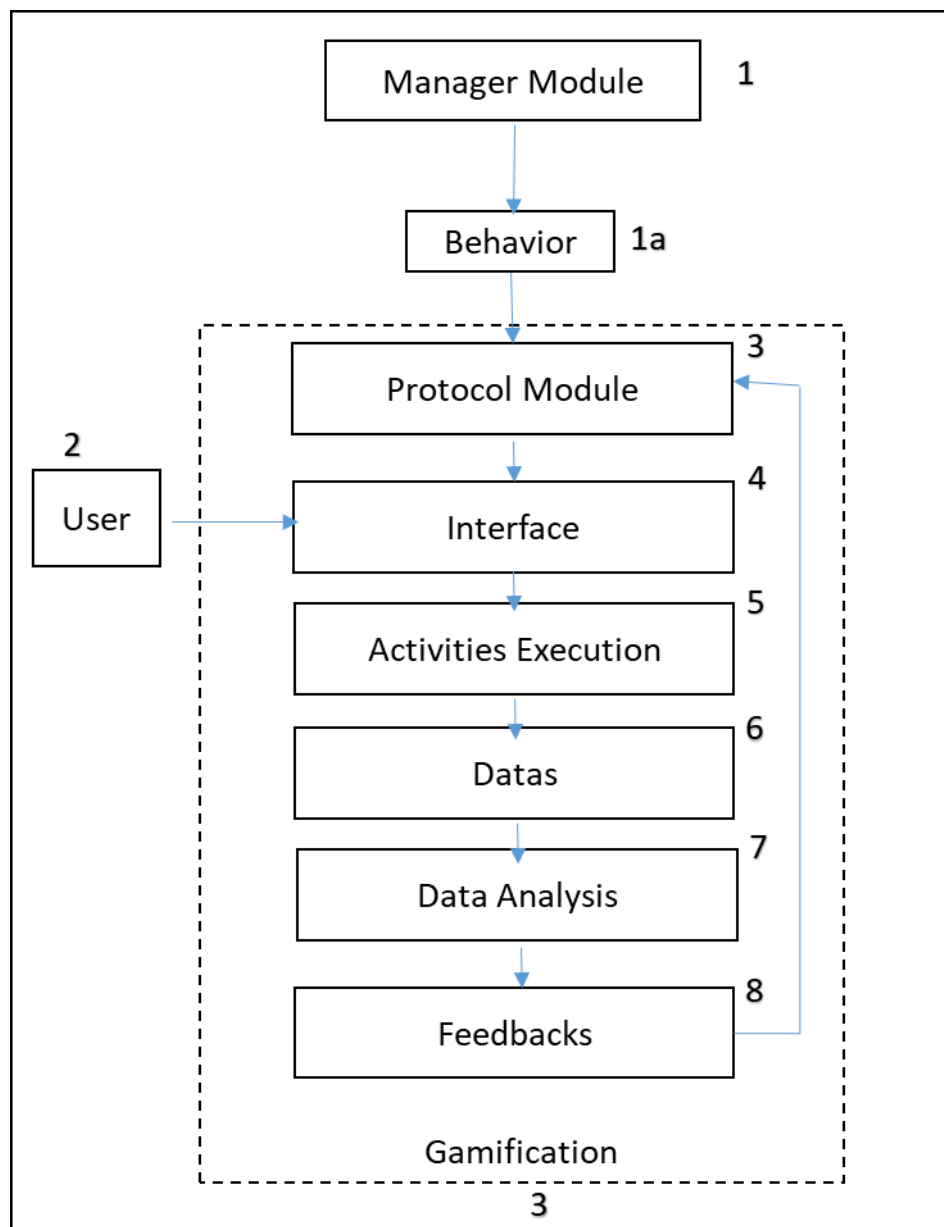 Manager Module
1
Behavior
1a
Protocol Module
3
2
User
Interface
4
Activities Execution
5
Datas
6
Data Analysis
7
Feedbacks
8
Gamification
3